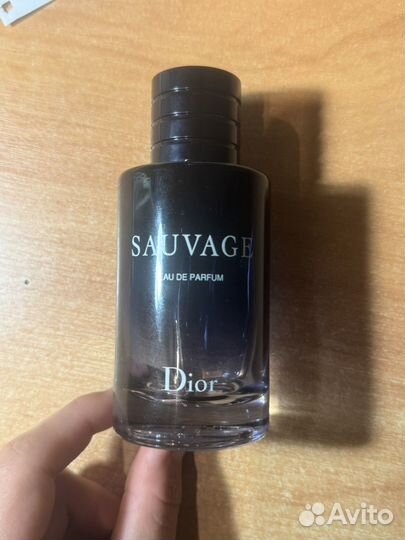 SAUVAGE
EAU DE PARFUM
Dior
Avito